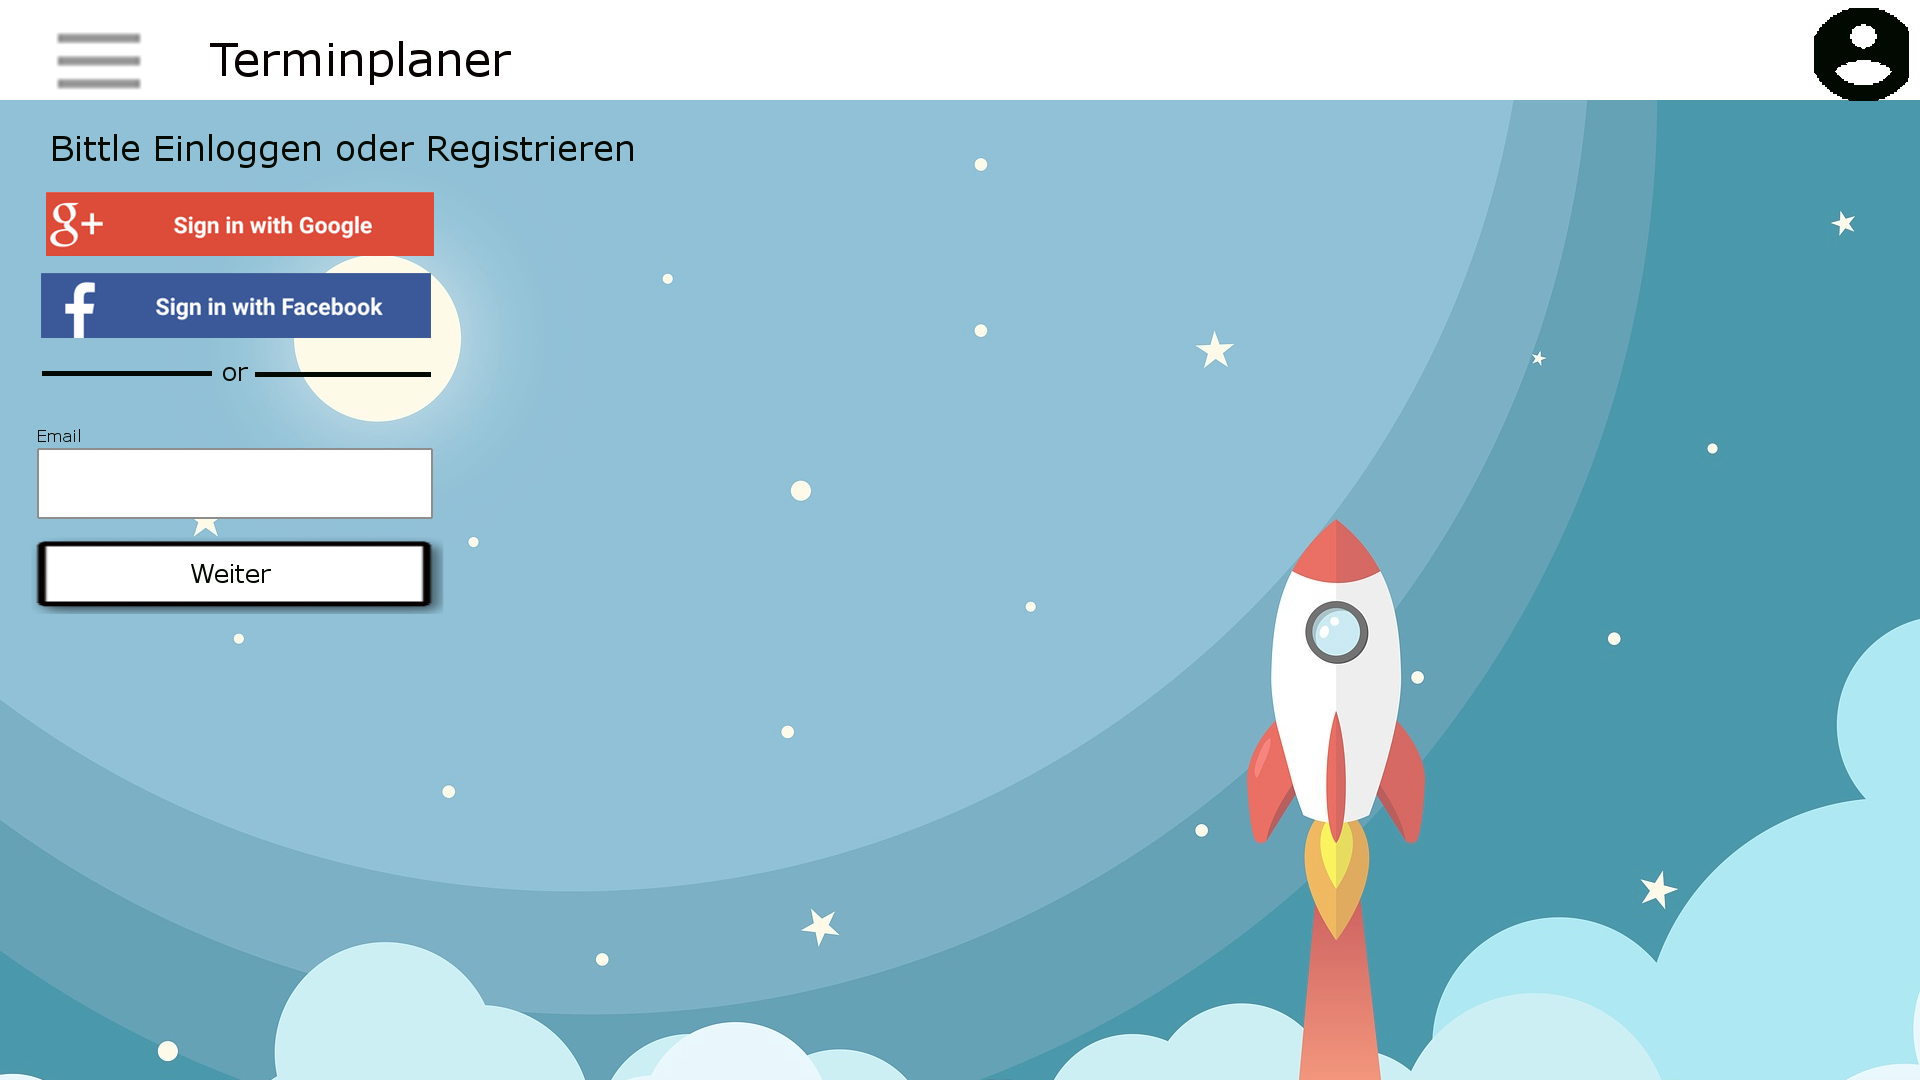 Terminplaner
Bittle Einloggen oder Registrieren
g+ Sign in with Google
f Sign in with Facebook
or
Email
Weiter